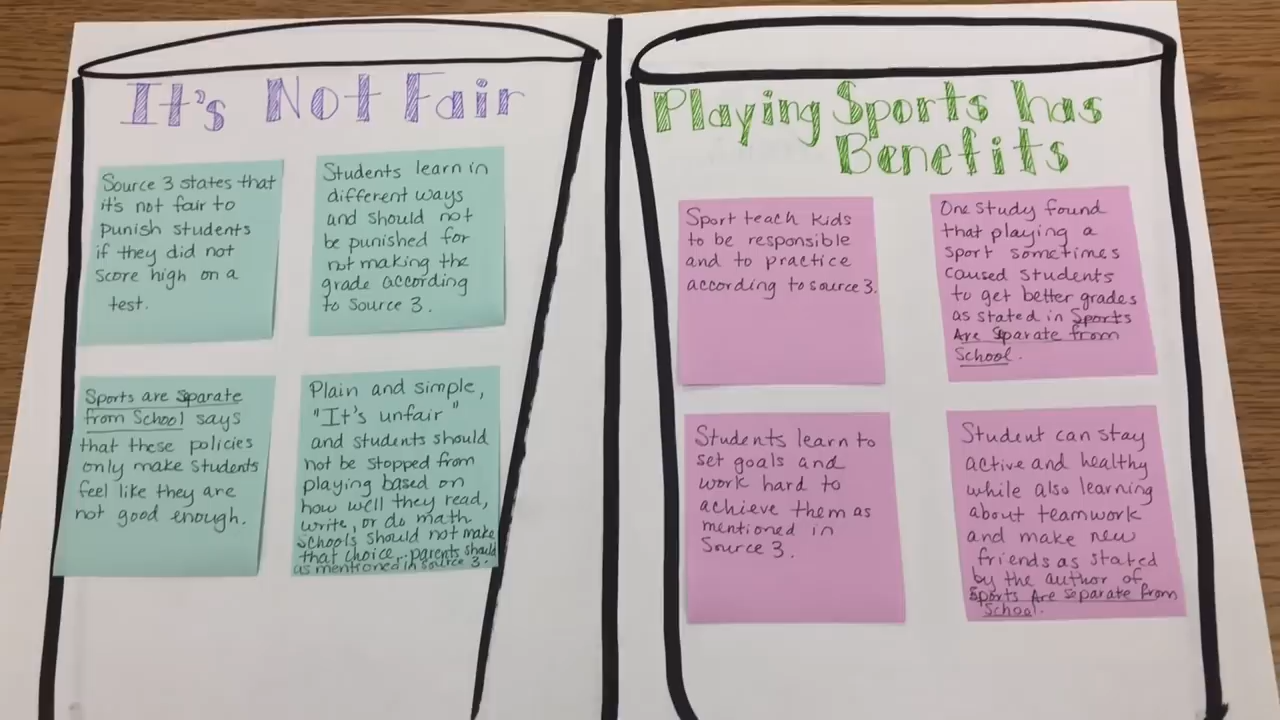 It's Not Fair
Source 3 states that
it's not fair to
punish students
if they did not
score high on a
test.
Students learn in
different ways
and should not
be punished for
not making the
grade according
to Source 3.
Sports are Sparate
from School says
that these policies
only make students
feel like they are
not good enough.
Plain and simple,
"It's unfair"
and students should
not be stopped from
playing based on
how well they read,
write, or do math
schools should not make
that choice...parents should
as mentioned in source 3.
Playing Sports has
Benefits
Sport teach kids
to be responsible
and to practice
according to source 3.
One study found
that playing a
sport sometimes
caused students
to get better grades
as stated in Sports
Are Sparate from
School.
Students learn to
set goals and
work hard to
achieve them as
mentioned in
Source 3.
Student can stay
active and healthy
while also learning
about teamwork
and make new
friends as stated
by the author of
Sports Are Separate from
School.